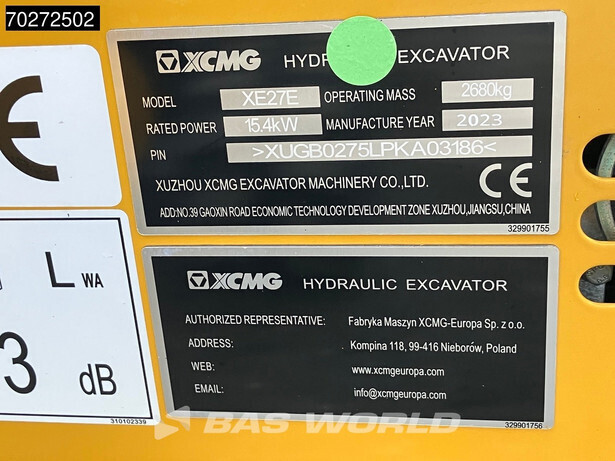 70272502
XCMG HYDR EXCAVATOR
MODEL XE27E OPERATING MASS 2680kg
RATED POWER 15.4kW MANUFACTURE YEAR 2023
PIN >XUGB0275LPKA03186<
XUZHOU XCMG EXCAVATOR MACHINERY CO.,LTD. CE
ADD:NO.39 GAOXIN ROAD ECONOMIC TECHNOLOGY DEVELOPMENT ZONE XUZHOU,JIANGSU,CHINA
329901755
E
LWA
3 dB
310102339
XCMG HYDRAULIC EXCAVATOR
AUTHORIZED REPRESENTATIVE: Fabryka Maszyn XCMG-Europa Sp. z o.o.
ADDRESS: Kompina 118, 99-416 Nieborów, Poland
WEB: www.xcmgeuropa.com
EMAIL: info@xcmgeuropa.com
329901756
BAS WORLD